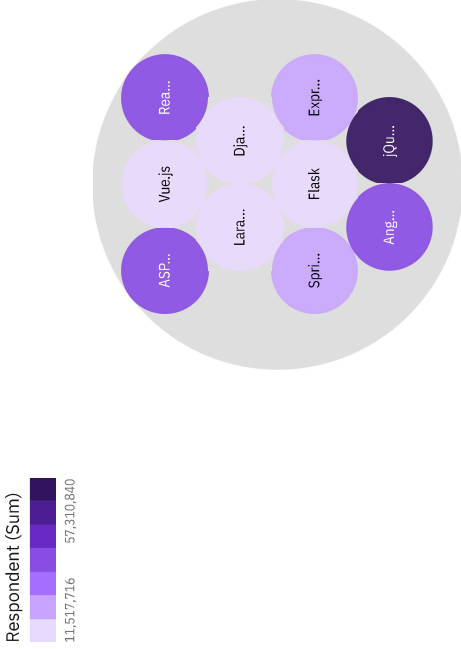 Respondent (Sum)
11,517,716
57,310,840
ASP...
Vue.js
Rea...
Lara...
Dja...
Spri...
Flask
Expr...
Ang...
jQu...